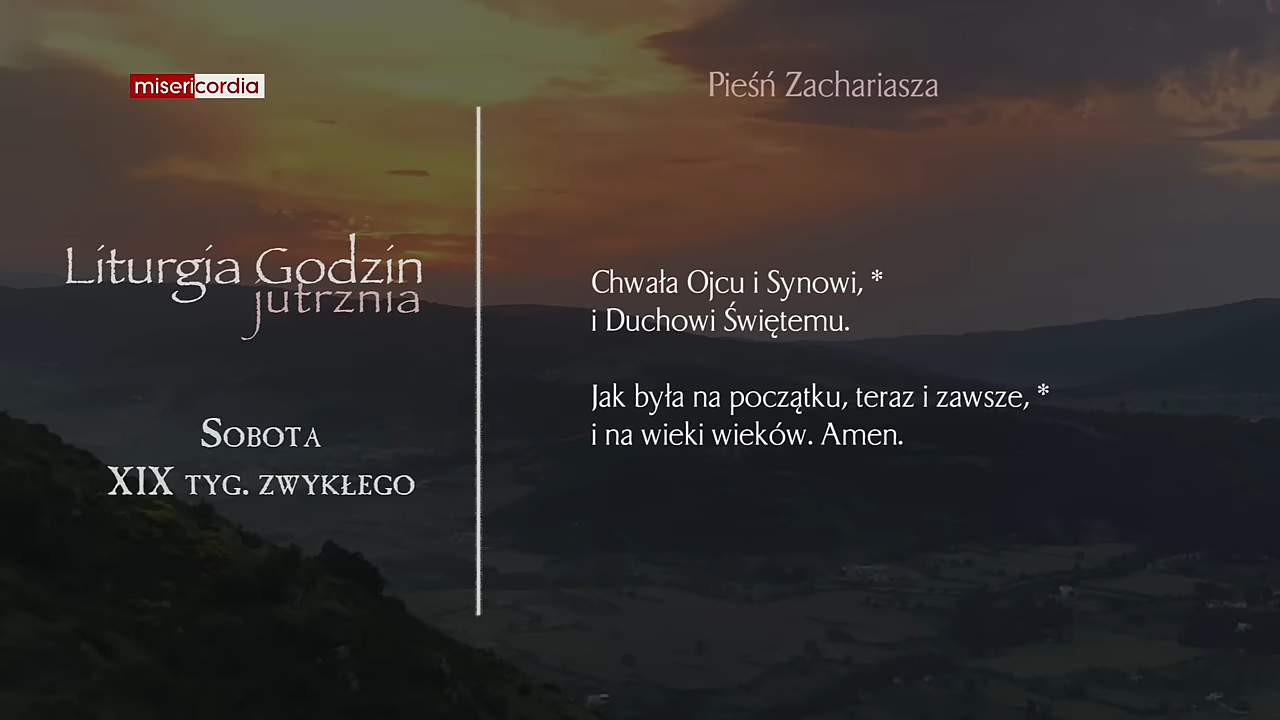 misericordia
Pieśń Zachariasza
Liturgia Godzin
jutrznia
Sobota
XIX tyg. zwykłego
Chwała Ojcu i Synowi, *
i Duchowi Świętemu.
Jak była na początku, teraz i zawsze, *
i na wieki wieków. Amen.